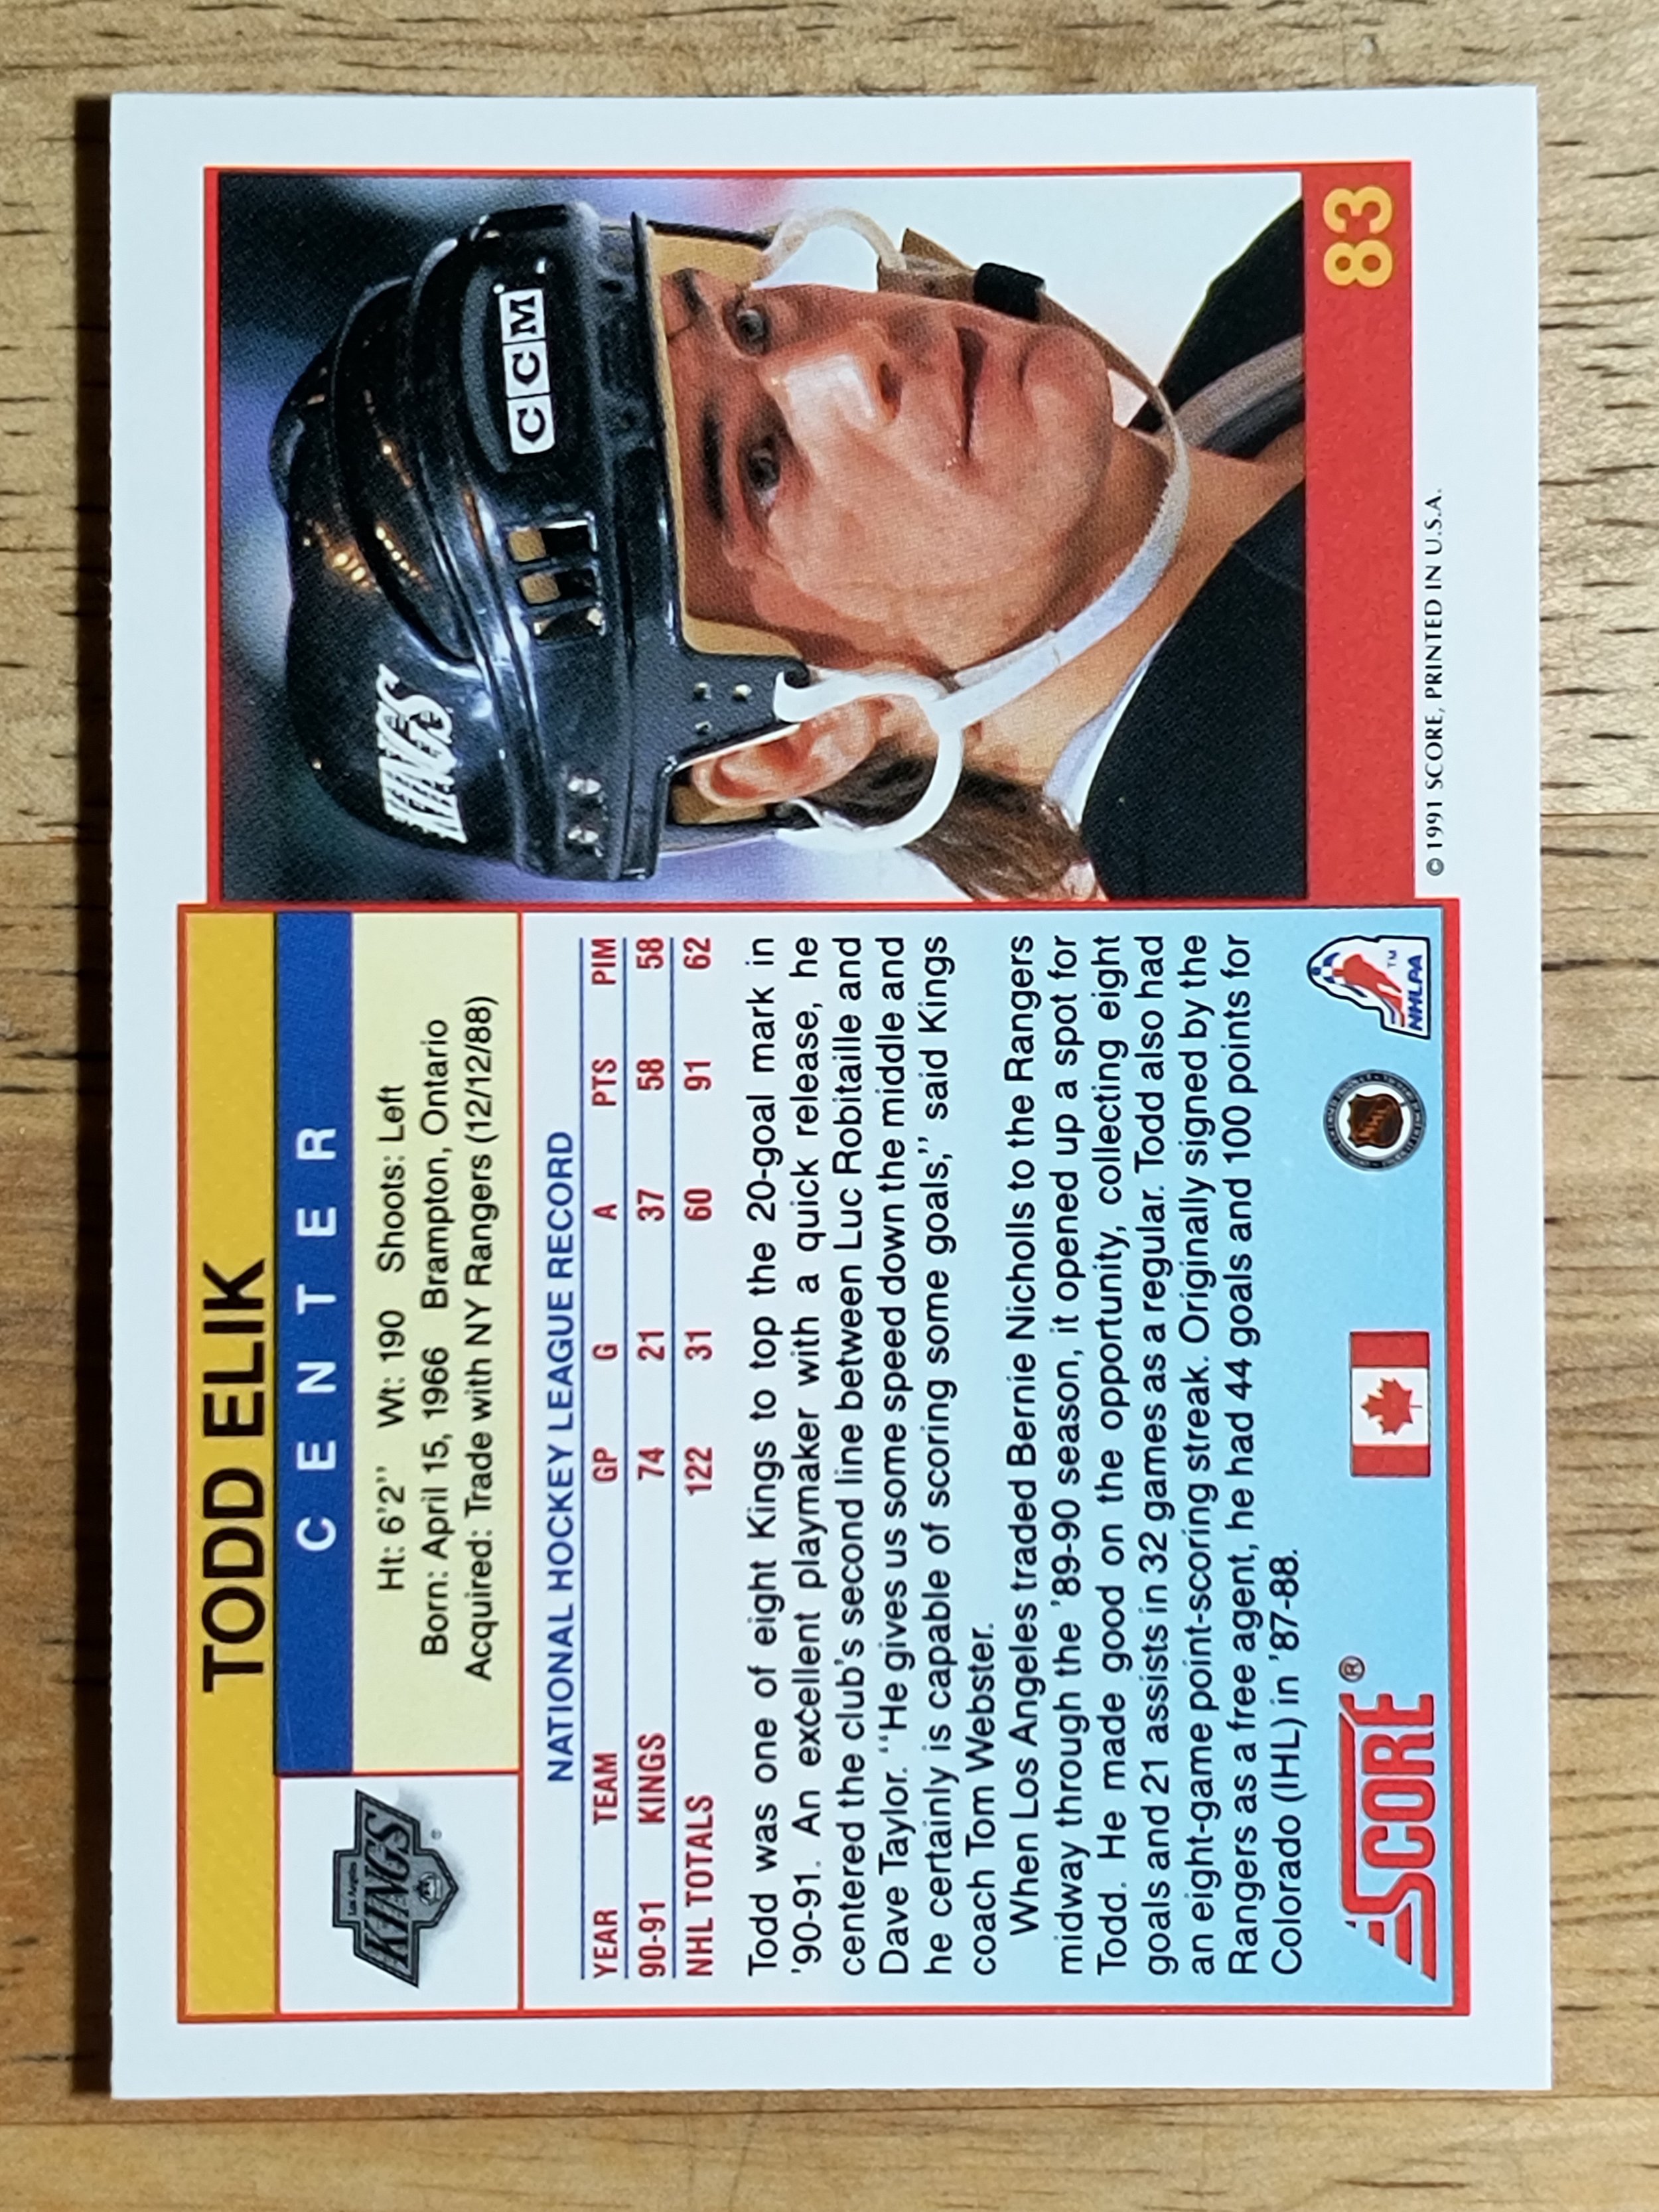 TODD ELIK
CENTER
Los Angeles
KINGS
Ht: 6'2" Wt: 190 Shoots: Left
Born: April 15, 1966 Brampton, Ontario
Acquired: Trade with NY Rangers (12/12/88)
NATIONAL HOCKEY LEAGUE RECORD
YEAR TEAM GP G A PTS PIM
90-91 KINGS 74 21 37 58 58
NHL TOTALS 122 31 60 91 62
Todd was one of eight Kings to top the 20-goal mark in
'90-91. An excellent playmaker with a quick release, he
centered the club's second line between Luc Robitaille and
Dave Taylor. "He gives us some speed down the middle and
he certainly is capable of scoring some goals," said Kings
coach Tom Webster.
When Los Angeles traded Bernie Nicholls to the Rangers
midway through the '89-90 season, it opened up a spot for
Todd. He made good on the opportunity, collecting eight
goals and 21 assists in 32 games as a regular. Todd also had
an eight-game point-scoring streak. Originally signed by the
Rangers as a free agent, he had 44 goals and 100 points for
Colorado (IHL) in '87-88.
SCORE®
NHL
NHLPA™
KINGS
CCM
83
© 1991 SCORE, PRINTED IN U.S.A.